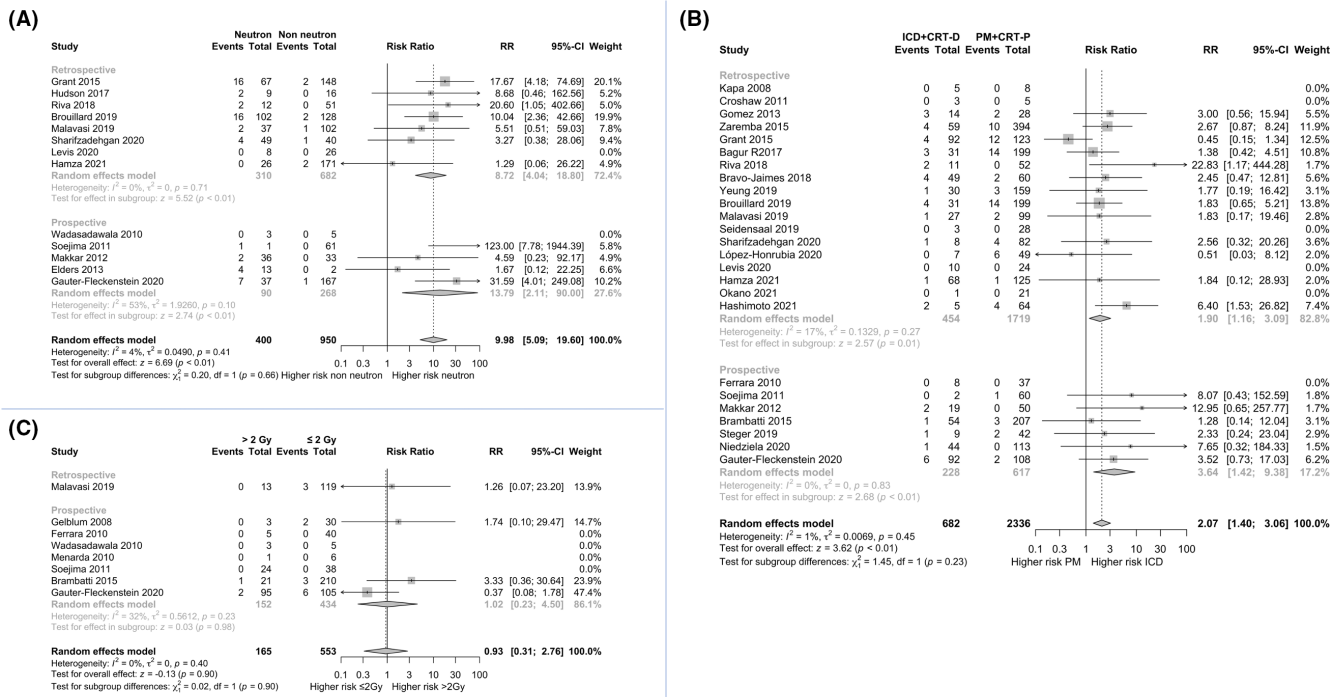 (A)
Neutron Non neutron
Study Events Total Events Total Risk Ratio RR 95%-CI Weight
Retrospective
Grant 2015 16 67 2 148 17.67 [4.18; 74.69] 20.1%
Hudson 2017 2 9 0 16 8.68 [0.46; 162.56] 4.9%
Riva 2018 2 12 0 51 20.60 [1.05; 402.66] 4.8%
Brouillard 2019 16 102 2 128 10.04 [2.36; 42.66] 19.9%
Malavasi 2019 2 37 1 102 5.51 [0.51; 59.03] 7.8%
Sharifzadehgan 2020 4 49 1 40 3.27 [0.38; 28.06] 9.4%
Levis 2020 0 8 0 26 0.0%
Hamza 2021 0 26 2 171 1.29 [0.06; 26.22] 4.9%
Random effects model 310 682 8.72 [4.04; 18.80] 72.4%
Heterogeneity: I² = 0%, τ² = 0, p = 0.71
Test for effect in subgroup: z = 5.52 (p < 0.01)
Prospective
Wadasadawala 2010 0 3 0 5 0.0%
Soejima 2011 1 1 0 61 123.00 [7.78; 1944.39] 5.8%
Makkar 2012 2 36 0 33 4.59 [0.23; 92.17] 4.9%
Elders 2013 4 13 0 2 1.67 [0.12; 22.25] 6.6%
Gauter-Fleckenstein 2020 7 37 1 167 31.59 [4.01; 249.08] 10.2%
Random effects model 90 268 13.79 [2.11; 90.00] 27.6%
Heterogeneity: I² = 53%, τ² = 1.9260, p = 0.10
Test for effect in subgroup: z = 2.74 (p < 0.01)
Random effects model 400 950 9.98 [5.09; 19.60] 100.0%
Heterogeneity: I² = 4%, τ² = 0.0490, p = 0.41
Test for overall effect: z = 6.69 (p < 0.01)
0.1 0.51 2 10 30 100
Test for subgroup differences: χ²₁ = 0.20, df = 1 (p = 0.66) Higher risk non neutron Higher risk neutron
(B)
ICD+CRT-D PM+CRT-P
Study Events Total Events Total Risk Ratio RR 95%-CI Weight
Retrospective
Kapa 2008 0 5 0 8 0.0%
Croshaw 2011 0 3 0 5 0.0%
Gomez 2013 3 14 2 28 3.00 [0.56; 15.94] 5.5%
Zaremba 2015 4 59 10 394 2.67 [0.87; 8.24] 11.9%
Grant 2015 4 92 12 123 0.45 [0.15; 1.34] 12.5%
Bagur R2017 3 31 14 199 1.38 [0.42; 4.51] 11.0%
Riva 2018 2 11 0 52 22.83 [1.17; 444.28] 1.7%
Bravo-Jaimes 2018 4 49 2 60 2.45 [0.47; 12.81] 5.6%
Yeung 2019 1 30 3 159 1.77 [0.19; 16.42] 3.1%
Brouillard 2019 4 31 14 199 1.83 [0.65; 5.21] 13.8%
Malavasi 2019 1 27 2 99 1.83 [0.17; 19.46] 2.7%
Seidensaal 2019 0 3 0 28 0.0%
Sharifzadehgan 2020 1 8 4 82 2.56 [0.32; 20.26] 3.6%
López-Honrubia 2020 0 7 6 49 0.51 [0.03; 8.12] 2.0%
Levis 2020 0 10 0 24 0.0%
Hamza 2021 1 68 1 125 1.84 [0.12; 28.93] 2.0%
Okano 2021 0 1 0 21 0.0%
Hashimoto 2021 2 5 4 64 6.40 [1.53; 26.82] 7.4%
Random effects model 454 1719 1.90 [1.16; 3.09] 82.8%
Heterogeneity: I² = 17%, τ² = 0.1329, p = 0.27
Test for effect in subgroup: z = 2.57 (p = 0.01)
Prospective
Ferrara 2010 0 8 0 37 0.0%
Soejima 2011 0 2 1 60 8.07 [0.43; 152.59] 1.8%
Makkar 2012 2 19 0 50 12.95 [0.65; 257.77] 1.7%
Brambatti 2015 1 54 3 207 1.28 [0.14; 12.04] 3.1%
Steger 2019 1 9 2 42 2.33 [0.24; 23.04] 2.9%
Niedziela 2020 1 44 0 113 7.65 [0.32; 184.33] 1.5%
Gauter-Fleckenstein 2020 6 92 2 108 3.52 [0.73; 17.03] 6.2%
Random effects model 228 617 3.64 [1.42; 9.38] 17.2%
Heterogeneity: I² = 0%, τ² = 0, p = 0.83
Test for effect in subgroup: z = 2.68 (p < 0.01)
Random effects model 682 2336 2.07 [1.40; 3.06] 100.0%
Heterogeneity: I² = 1%, τ² = 0.0069, p = 0.45
Test for overall effect: z = 3.62 (p < 0.01)
0.1 0.5 1 2 10 30 100
Test for subgroup differences: χ²₁ = 1.45, df = 1 (p = 0.23) Higher risk PM Higher risk ICD
(C)
> 2 Gy ≤ 2 Gy
Study Events Total Events Total Risk Ratio RR 95%-CI Weight
Retrospective
Malavasi 2019 0 13 3 119 1.26 [0.07; 23.20] 13.9%
Prospective
Gelblum 2008 0 3 2 30 1.74 [0.10; 29.47] 14.7%
Ferrara 2010 0 5 0 40 0.0%
Wadasadawala 2010 0 3 0 5 0.0%
Menarda 2010 0 1 0 6 0.0%
Soejima 2011 0 24 0 38 0.0%
Brambatti 2015 1 21 3 210 3.33 [0.36; 30.64] 23.9%
Gauter-Fleckenstein 2020 2 95 6 105 0.37 [0.08; 1.78] 47.4%
Random effects model 152 434 1.02 [0.23; 4.50] 86.1%
Heterogeneity: I² = 32%, τ² = 0.5612, p = 0.23
Test for effect in subgroup: z = 0.03 (p = 0.98)
Random effects model 165 553 0.93 [0.31; 2.76] 100.0%
Heterogeneity: I² = 0%, τ² = 0, p = 0.40
Test for overall effect: z = -0.13 (p = 0.90)
0.1 0.51 2 10 30 100
Test for subgroup differences: χ²₁ = 0.02, df = 1 (p = 0.90) Higher risk ≤2Gy Higher risk >2Gy